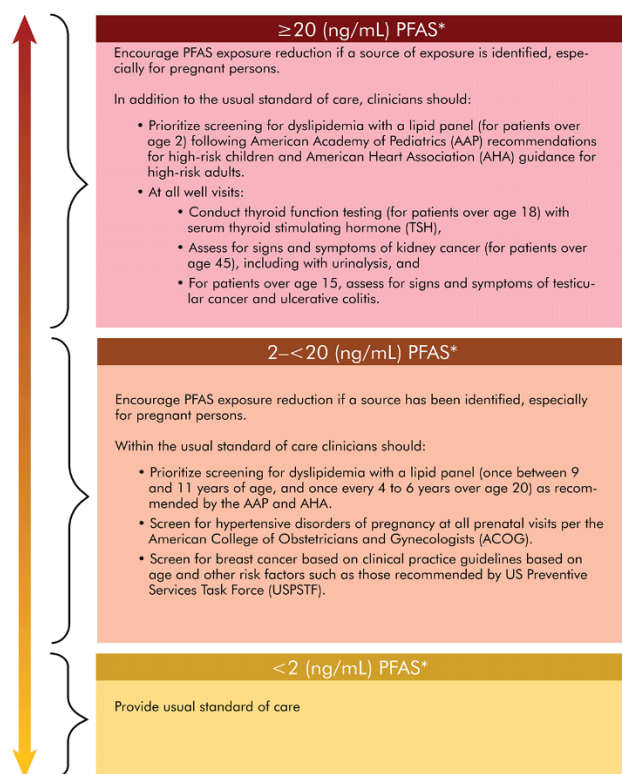 ≥20 (ng/mL) PFAS*
Encourage PFAS exposure reduction if a source of exposure is identified, espe-
cially for pregnant persons.
In addition to the usual standard of care, clinicians should:
• Prioritize screening for dyslipidemia with a lipid panel (for patients over
age 2) following American Academy of Pediatrics (AAP) recommendations
for high-risk children and American Heart Association (AHA) guidance for
high-risk adults.
• At all well visits:
• Conduct thyroid function testing (for patients over age 18) with
serum thyroid stimulating hormone (TSH),
• Assess for signs and symptoms of kidney cancer (for patients over
age 45), including with urinalysis, and
• For patients over age 15, assess for signs and symptoms of testicu-
lar cancer and ulcerative colitis.
2–<20 (ng/mL) PFAS*
Encourage PFAS exposure reduction if a source has been identified, especially
for pregnant persons.
Within the usual standard of care clinicians should:
• Prioritize screening for dyslipidemia with a lipid panel (once between 9
and 11 years of age, and once every 4 to 6 years over age 20) as recom-
mended by the AAP and AHA.
• Screen for hypertensive disorders of pregnancy at all prenatal visits per the
American College of Obstetricians and Gynecologists (ACOG).
• Screen for breast cancer based on clinical practice guidelines based on
age and other risk factors such as those recommended by US Preventive
Services Task Force (USPSTF).
<2 (ng/mL) PFAS*
Provide usual standard of care